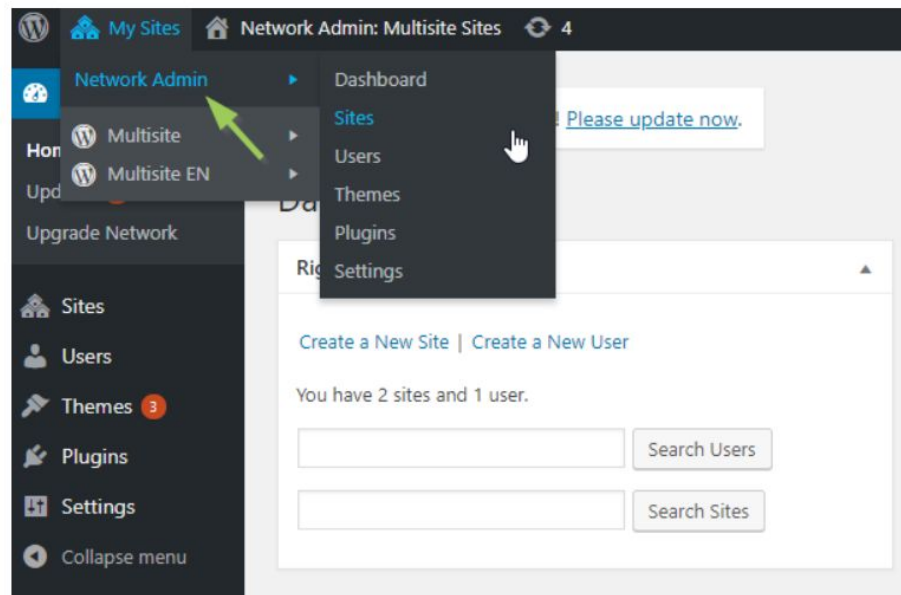 My Sites Network Admin: Multisite Sites 4
Network Admin
Multisite
Multisite EN
Dashboard
Sites
Users
Themes
Plugins
Settings
! Please update now.
Upgrade Network
Sites
Users
Themes 3
Plugins
Settings
Collapse menu
Create a New Site | Create a New User
You have 2 sites and 1 user.
Search Users
Search Sites